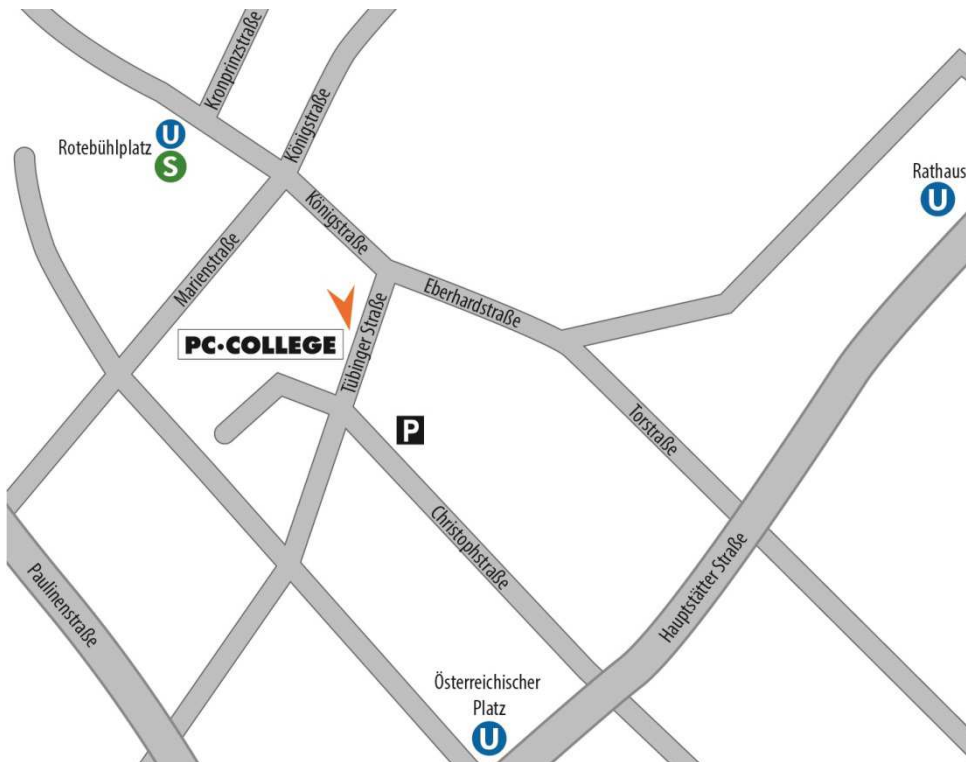 Kronprinzstraße
Königstraße
Rotebühlplatz
U
S
Rathaus
U
Königstraße
Marienstraße
Eberhardstraße
PC·COLLEGE
Tübinger Straße
P
Torstraße
Christophstraße
Hauptstätter Straße
Paulinenstraße
Österreichischer
Platz
U